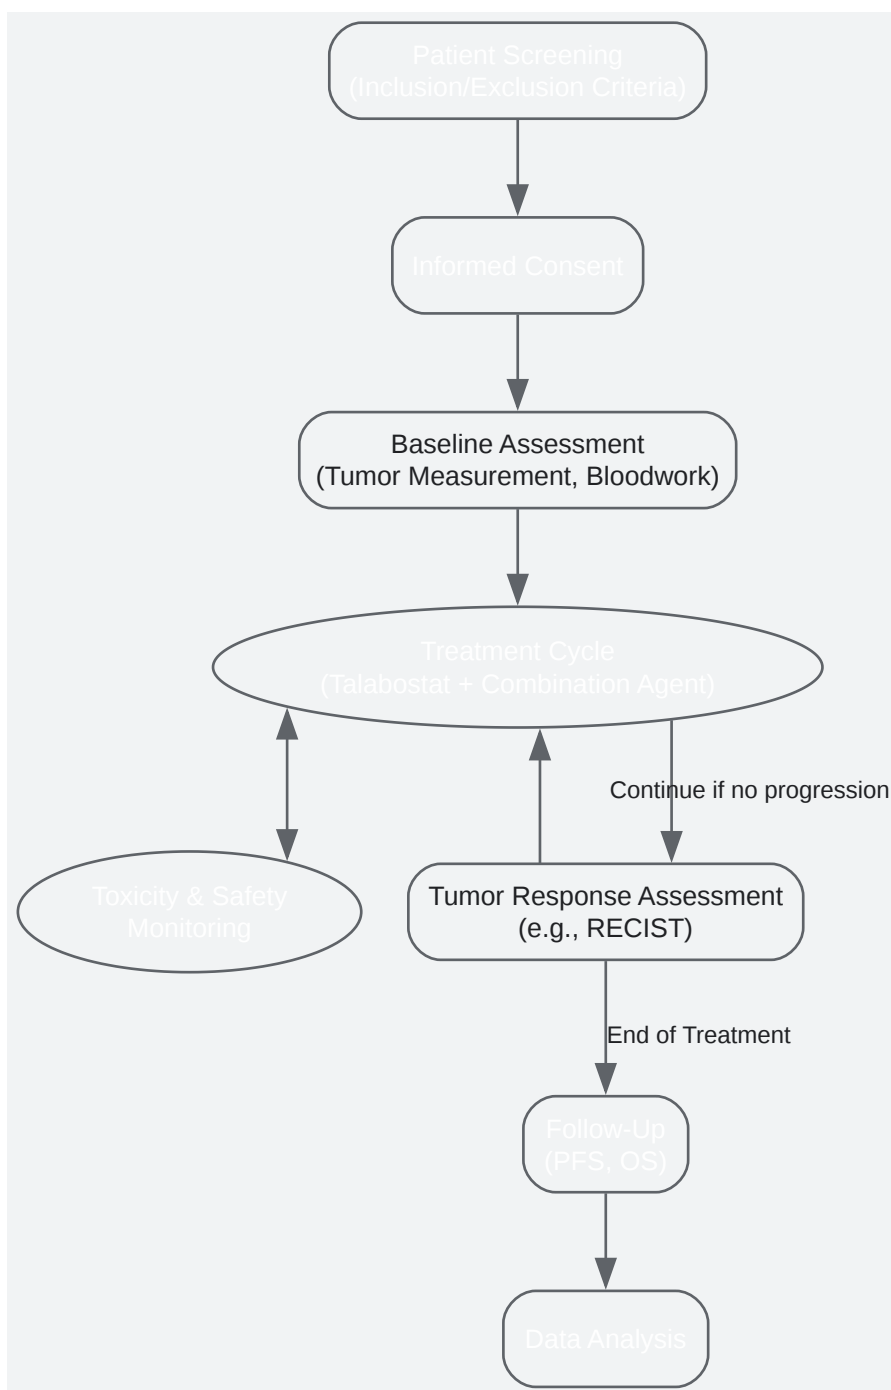 Patient Screening
(Inclusion/Exclusion Criteria)
Informed Consent
Baseline Assessment
(Tumor Measurement, Bloodwork)
Treatment Cycle
(Talabostat + Combination Agent)
Continue if no progression
Toxicity & Safety
Monitoring
Tumor Response Assessment
(e.g., RECIST)
End of Treatment
Follow-Up
(PFS, OS)
Data Analysis